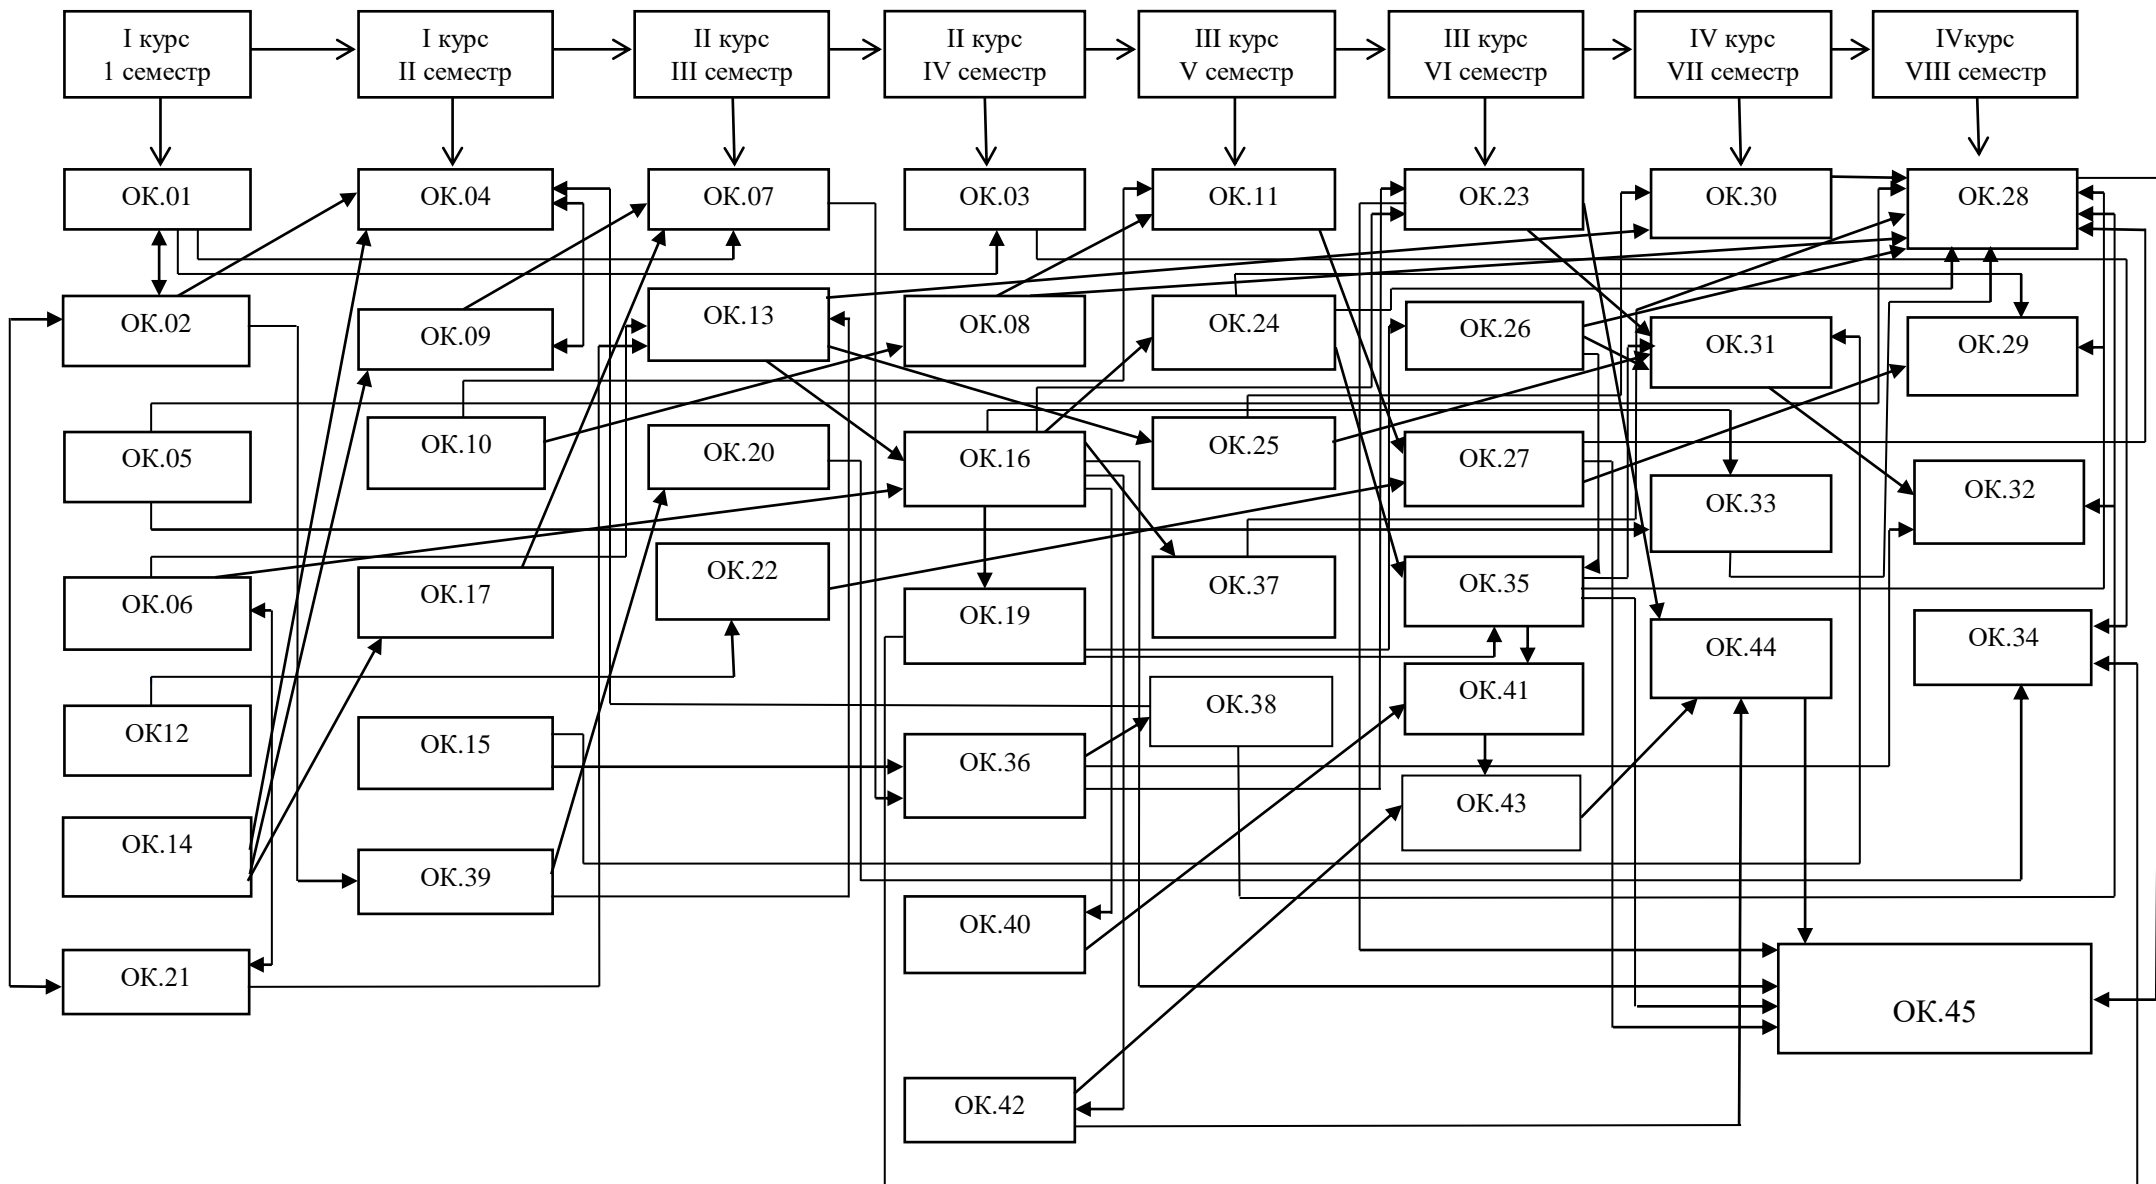 I курс
1 семестр
I курс
II семестр
II курс
III семестр
II курс
IV семестр
III курс
V семестр
III курс
VI семестр
IV курс
VII семестр
IVкурс
VIII семестр
ОК.01
ОК.04
ОК.07
ОК.03
ОК.11
ОК.23
ОК.30
ОК.28
ОК.02
ОК.09
ОК.13
ОК.08
ОК.24
ОК.26
ОК.31
ОК.29
ОК.05
ОК.10
ОК.20
ОК.16
ОК.25
ОК.27
ОК.33
ОК.32
ОК.06
ОК.17
ОК.22
ОК.19
ОК.37
ОК.35
ОК.44
ОК.34
ОК12
ОК.15
ОК.36
ОК.38
ОК.41
ОК.43
ОК.14
ОК.39
ОК.40
ОК.21
ОК.45
ОК.42